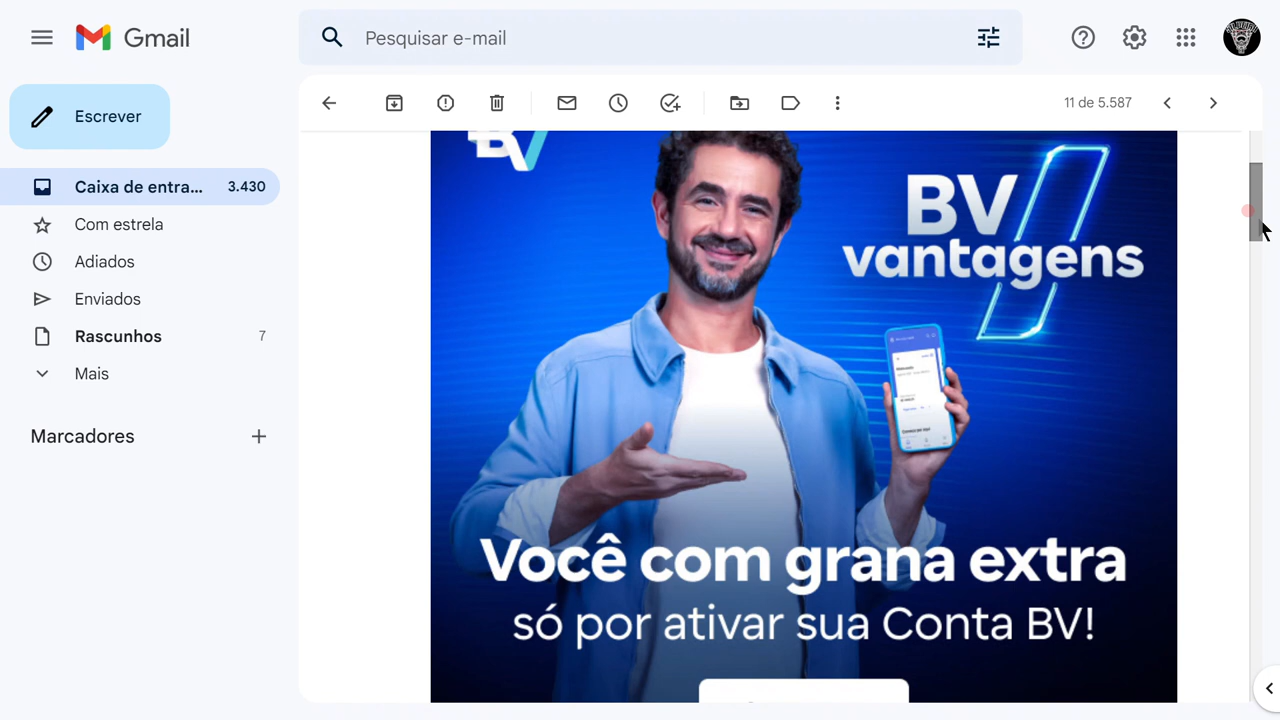 Gmail
Pesquisar e-mail
Escrever
11 de 5.587
Caixa de entra... 3.430
Com estrela
Adiados
Enviados
Rascunhos 7
Mais
Marcadores
BV
BV
vantagens
Você com grana extra
só por ativar sua Conta BV!